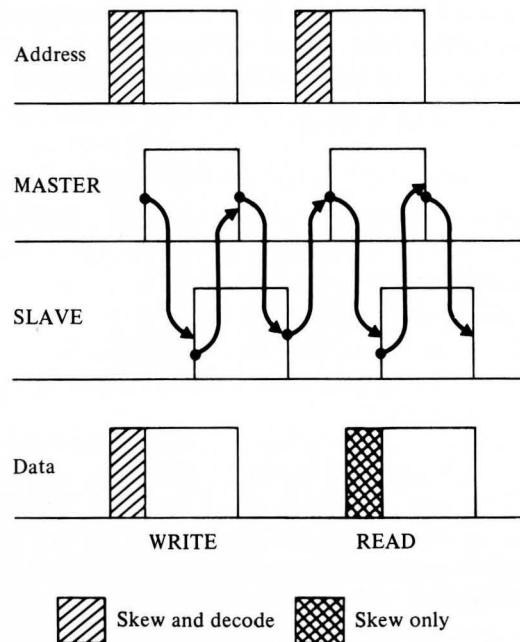 Address
MASTER
SLAVE
Data
WRITE READ
Skew and decode Skew only